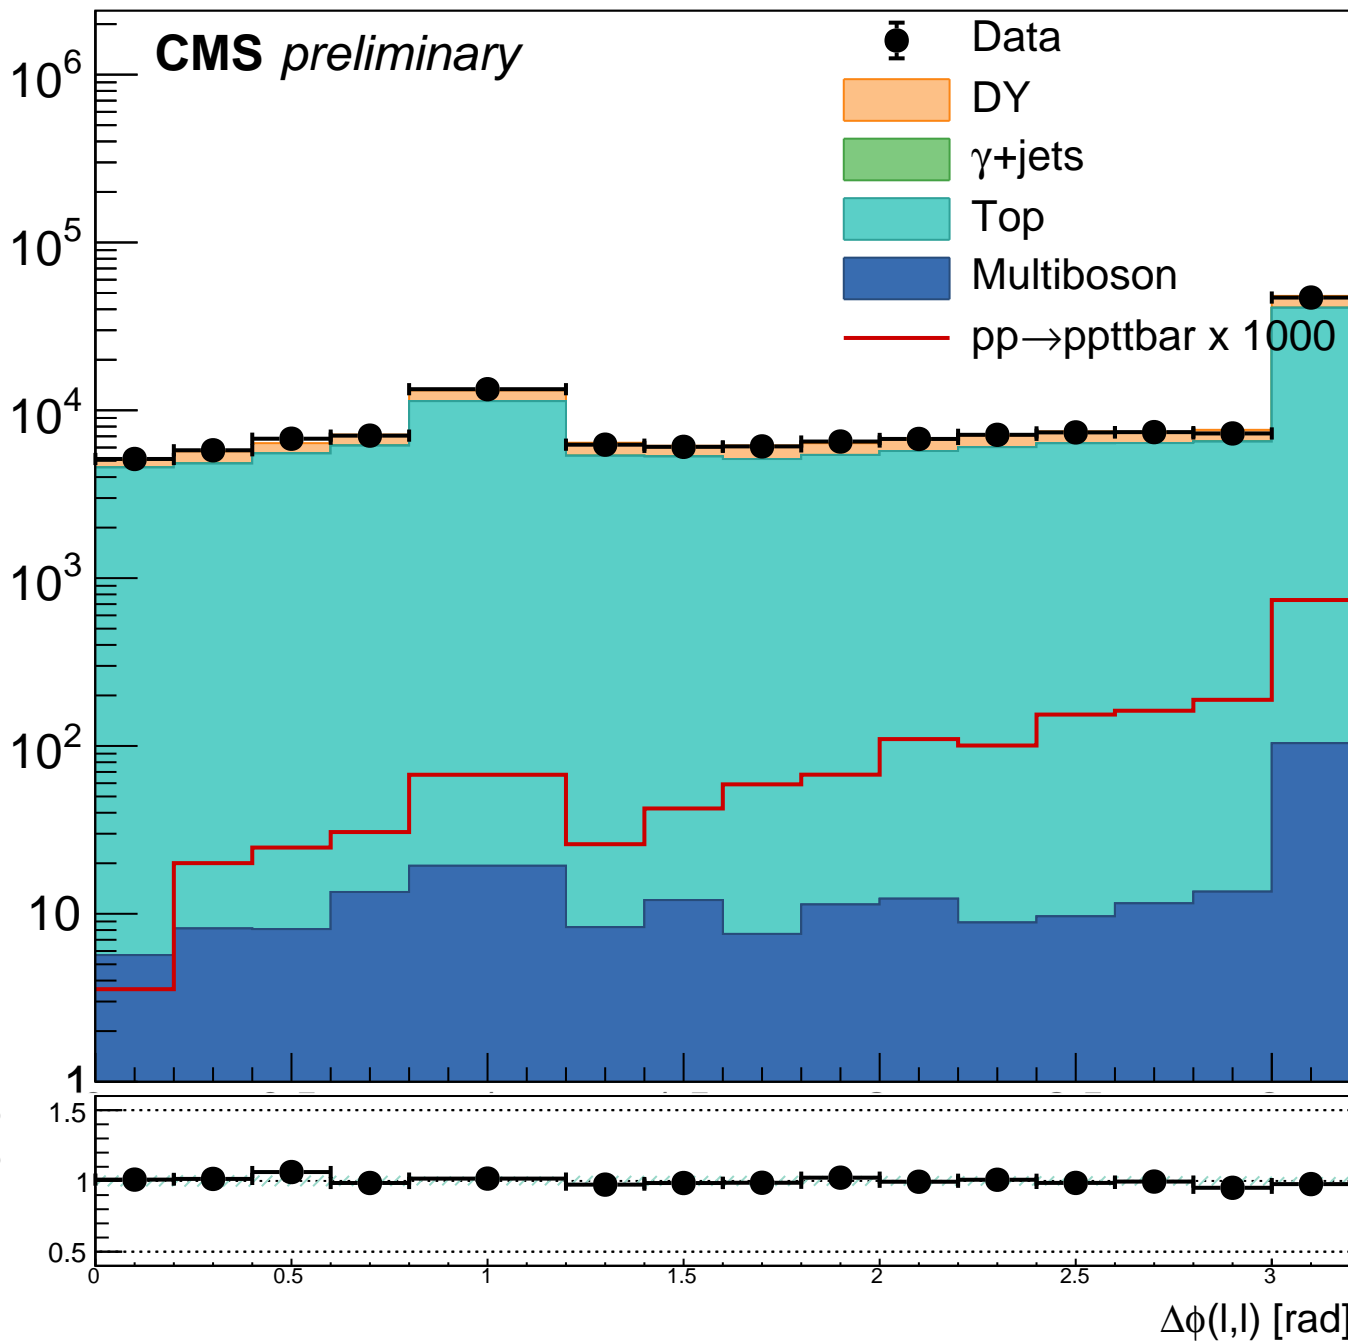 CMS preliminary
Data
DY
γ+jets
Top
Multiboson
pp→ppttbar x 1000
10^6
10^5
10^4
10^3
10^2
10
1
1.5
1
0.5
0 0.5 1 1.5 2 2.5 3
Δϕ(l,l) [rad]